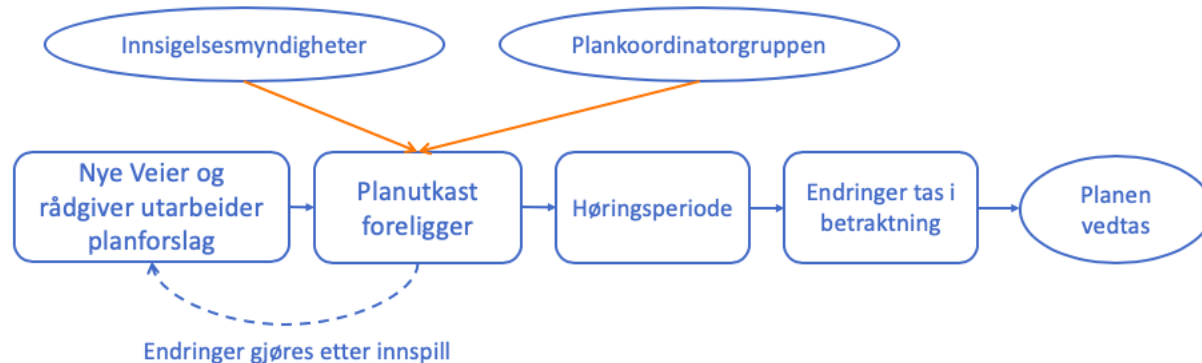 Innsigelsesmyndigheter
Plankoordinatorgruppen
Nye Veier og
rådgiver utarbeider
planforslag
Planutkast
foreligger
Høringsperiode
Endringer tas i
betraktning
Planen
vedtas
Endringer gjøres etter innspill